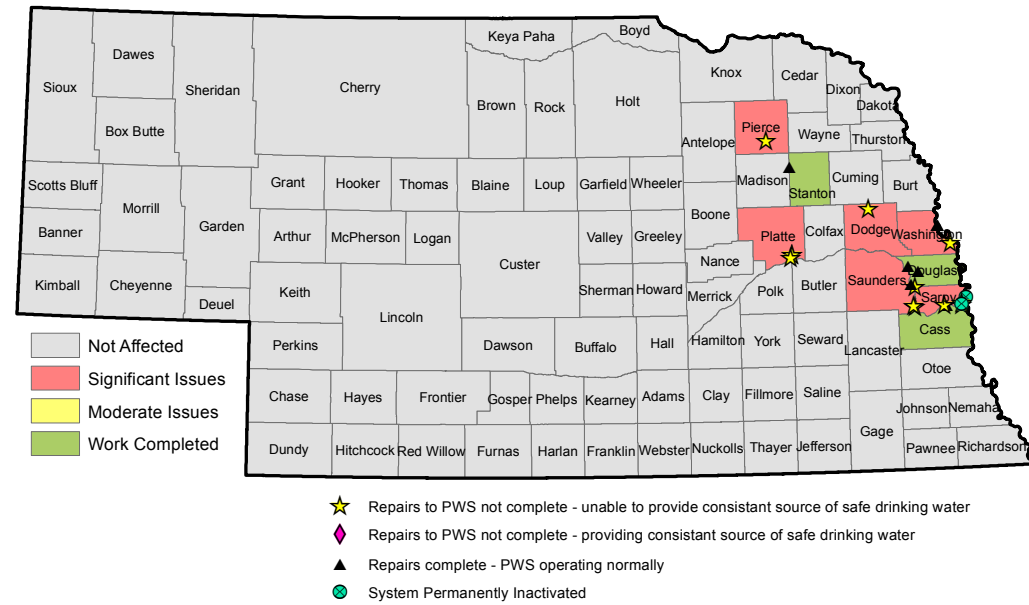 Keya Paha
Boyd
Dawes
Knox
Cedar
Sioux
Sheridan
Cherry
Dixon
Brown
Rock
Holt
Dakota
Box Butte
Pierce
Wayne
Thurston
Antelope
Scotts Bluff
Grant
Hooker
Thomas
Blaine
Loup
Garfield
Wheeler
Madison
Stanton
Cuming
Burt
Morrill
Garden
Boone
Banner
Arthur
McPherson
Logan
Valley
Greeley
Platte
Colfax
Dodge
Washington
Custer
Nance
Kimball
Cheyenne
Keith
Sherman
Howard
Merrick
Polk
Butler
Saunders
Douglas
Deuel
Lincoln
Sarpy
Perkins
Dawson
Buffalo
Hall
Hamilton
York
Seward
Lancaster
Cass
Otoe
Chase
Hayes
Frontier
Gosper
Phelps
Kearney
Adams
Clay
Fillmore
Saline
Johnson
Nemaha
Gage
Dundy
Hitchcock
Red Willow
Furnas
Harlan
Franklin
Webster
Nuckolls
Thayer
Jefferson
Pawnee
Richardson
Not Affected
Significant Issues
Moderate Issues
Work Completed
Repairs to PWS not complete - unable to provide consistant source of safe drinking water
Repairs to PWS not complete - providing consistant source of safe drinking water
Repairs complete - PWS operating normally
System Permanently Inactivated